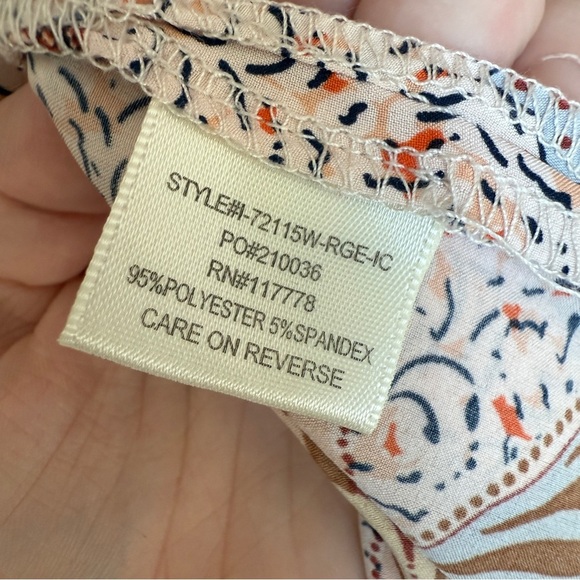 STYLE#I-72115W-RGE-IC
PO#210036
RN#117778
95%POLYESTER 5%SPANDEX
CARE ON REVERSE